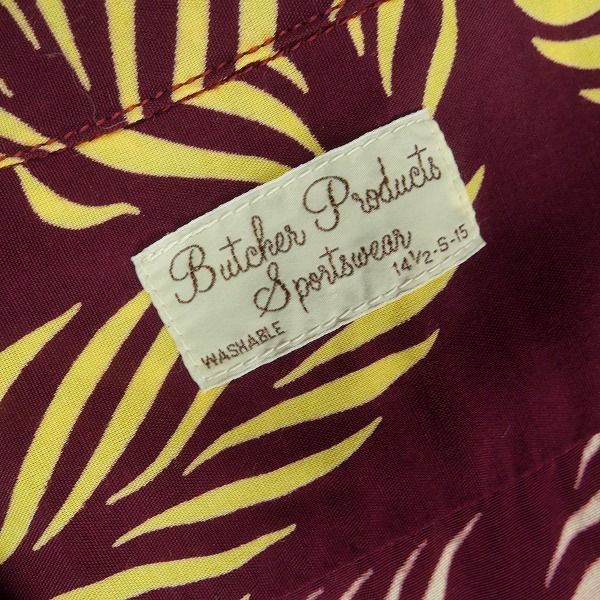 Butcher Products
Sportswear
WASHABLE 14½-S-15